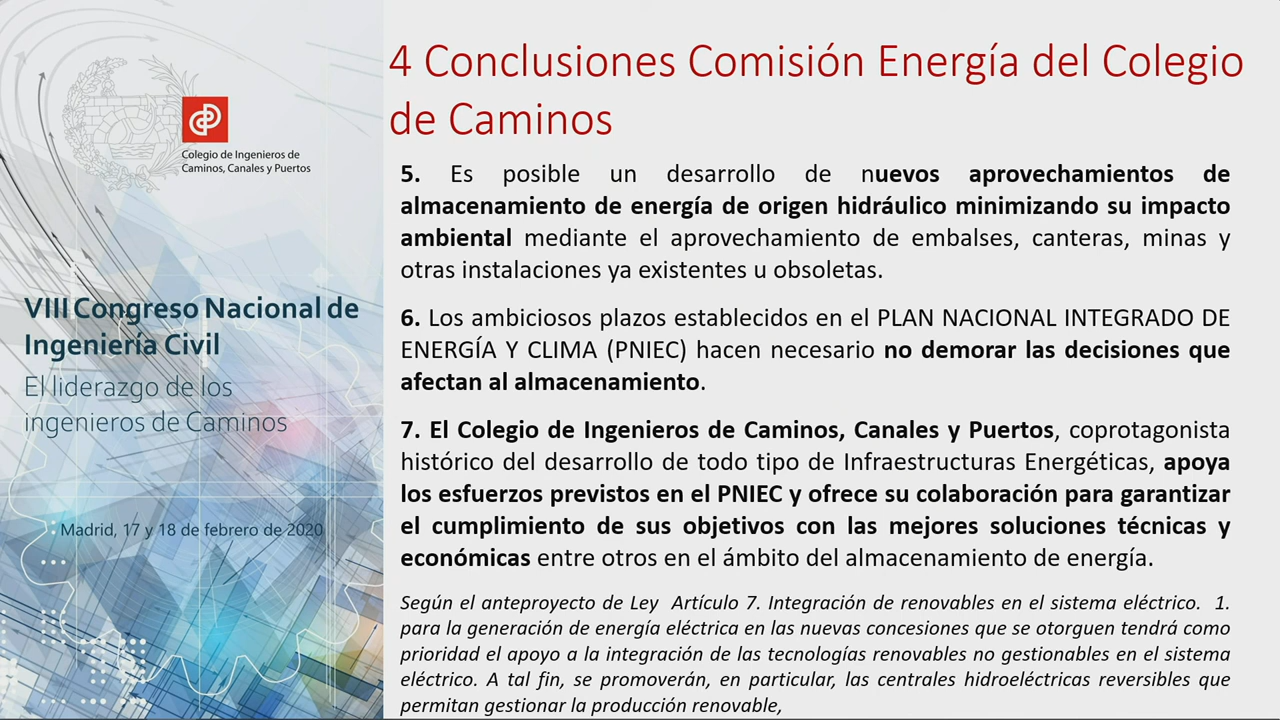 Colegio de Ingenieros de
Caminos, Canales y Puertos
VIII Congreso Nacional de
Ingeniería Civil
El liderazgo de los
ingenieros de Caminos
Madrid, 17 y 18 de febrero de 2020
4 Conclusiones Comisión Energía del Colegio
de Caminos
5. Es posible un desarrollo de nuevos aprovechamientos de
almacenamiento de energía de origen hidráulico minimizando su impacto
ambiental mediante el aprovechamiento de embalses, canteras, minas y
otras instalaciones ya existentes u obsoletas.
6. Los ambiciosos plazos establecidos en el PLAN NACIONAL INTEGRADO DE
ENERGÍA Y CLIMA (PNIEC) hacen necesario no demorar las decisiones que
afectan al almacenamiento.
7. El Colegio de Ingenieros de Caminos, Canales y Puertos, coprotagonista
histórico del desarrollo de todo tipo de Infraestructuras Energéticas, apoya
los esfuerzos previstos en el PNIEC y ofrece su colaboración para garantizar
el cumplimiento de sus objetivos con las mejores soluciones técnicas y
económicas entre otros en el ámbito del almacenamiento de energía.
Según el anteproyecto de Ley Artículo 7. Integración de renovables en el sistema eléctrico. 1.
para la generación de energía eléctrica en las nuevas concesiones que se otorguen tendrá como
prioridad el apoyo a la integración de las tecnologías renovables no gestionables en el sistema
eléctrico. A tal fin, se promoverán, en particular, las centrales hidroeléctricas reversibles que
permitan gestionar la producción renovable,